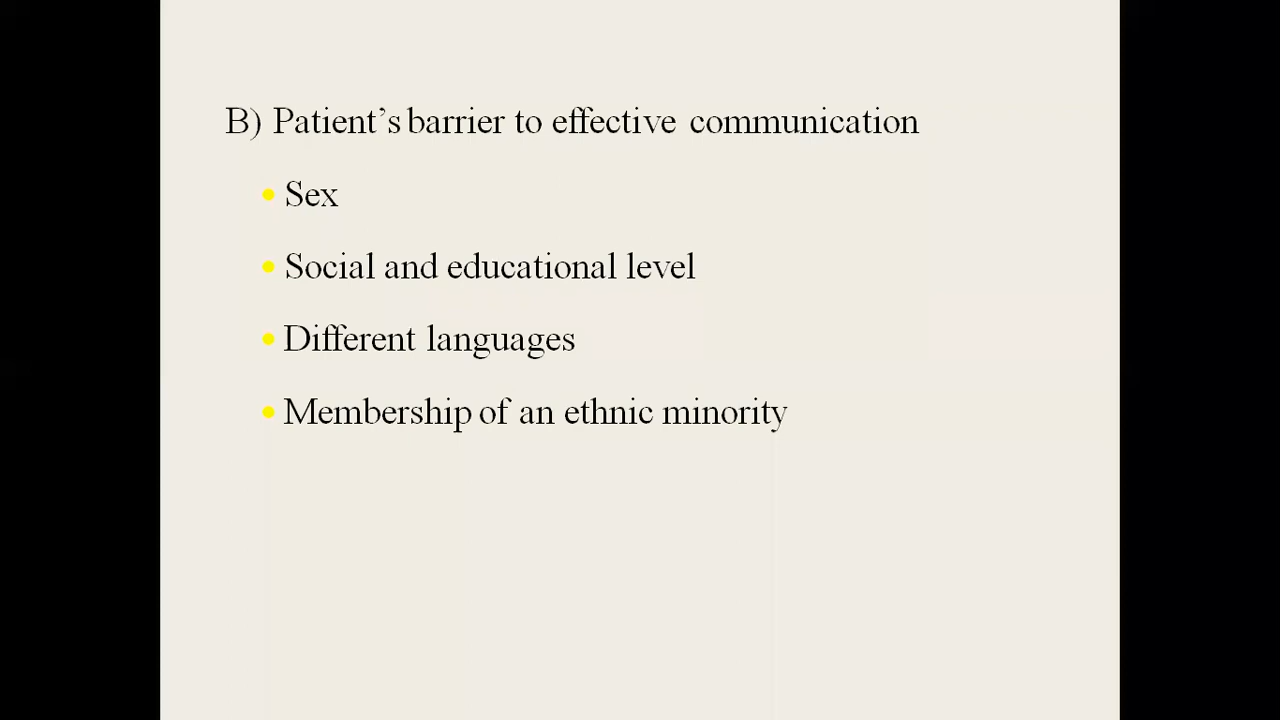 B) Patient’s barrier to effective communication
• Sex
• Social and educational level
• Different languages
• Membership of an ethnic minority